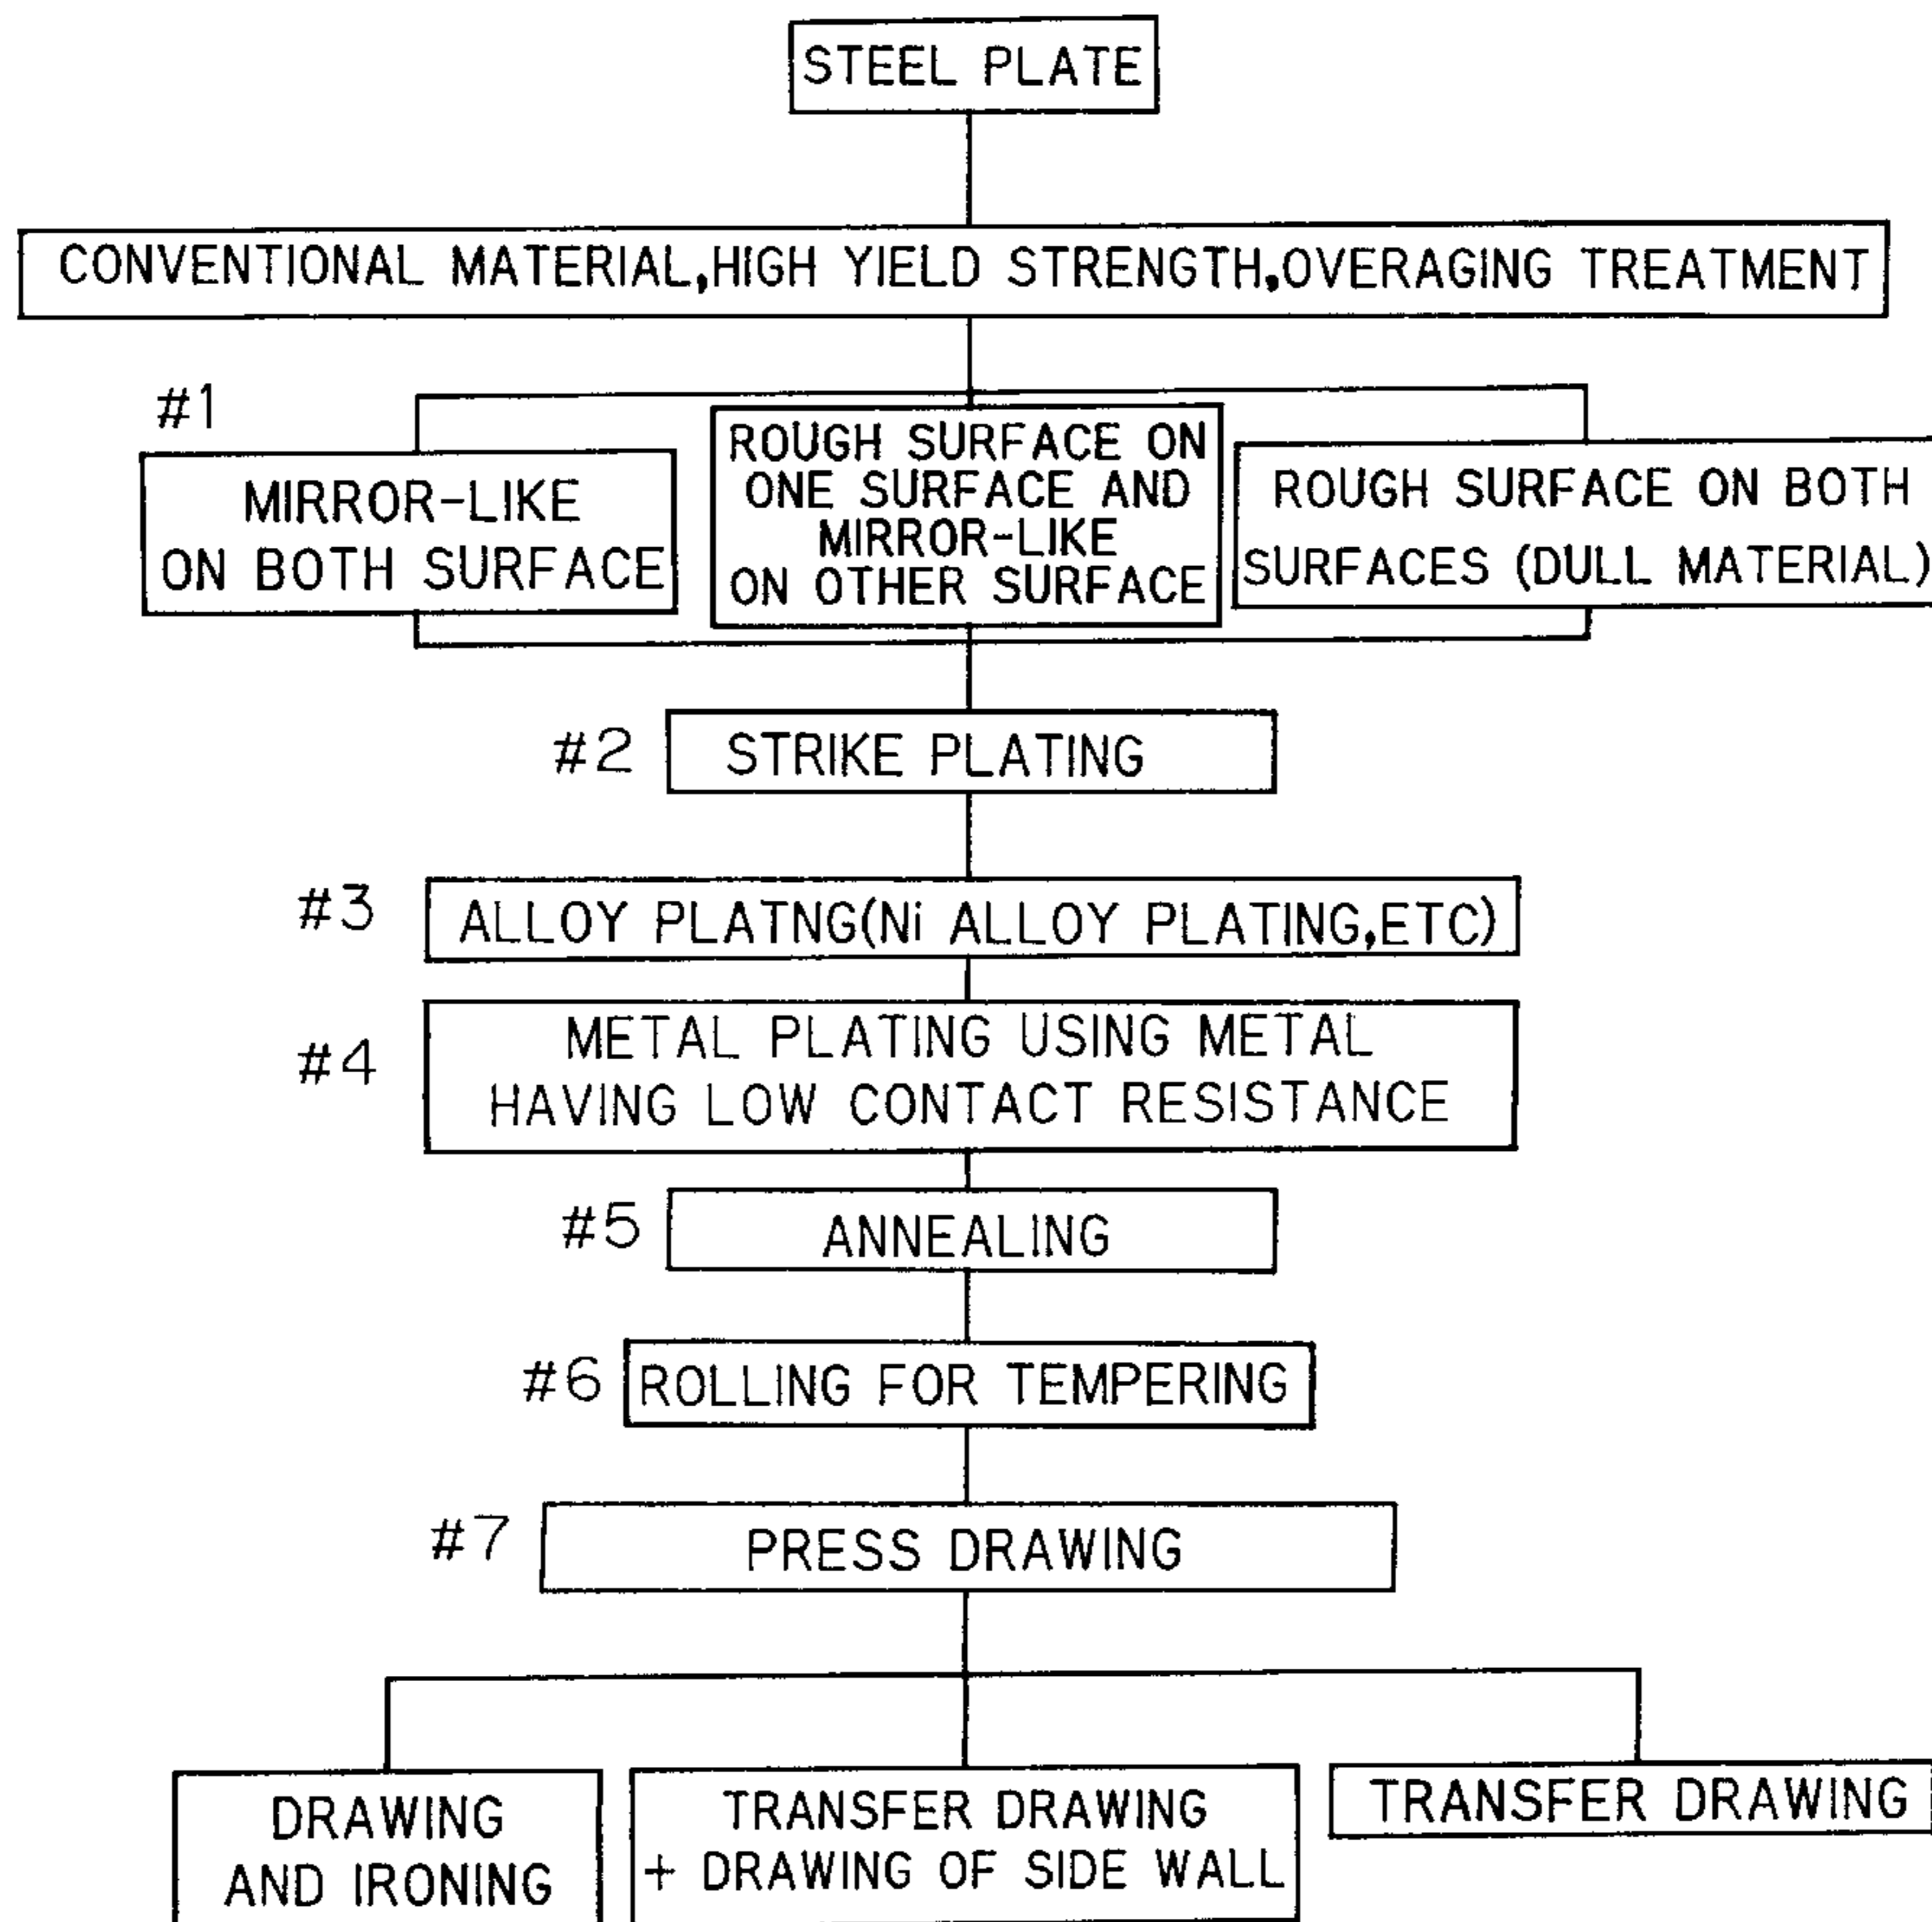 STEEL PLATE
CONVENTIONAL MATERIAL,HIGH YIELD STRENGTH,OVERAGING TREATMENT
#1
MIRROR-LIKE
ON BOTH SURFACE
ROUGH SURFACE ON
ONE SURFACE AND
MIRROR-LIKE
ON OTHER SURFACE
ROUGH SURFACE ON BOTH
SURFACES (DULL MATERIAL)
#2
STRIKE PLATING
#3
ALLOY PLATNG(Ni ALLOY PLATING,ETC)
#4
METAL PLATING USING METAL
HAVING LOW CONTACT RESISTANCE
#5
ANNEALING
#6
ROLLING FOR TEMPERING
#7
PRESS DRAWING
DRAWING
AND IRONING
TRANSFER DRAWING
+ DRAWING OF SIDE WALL
TRANSFER DRAWING